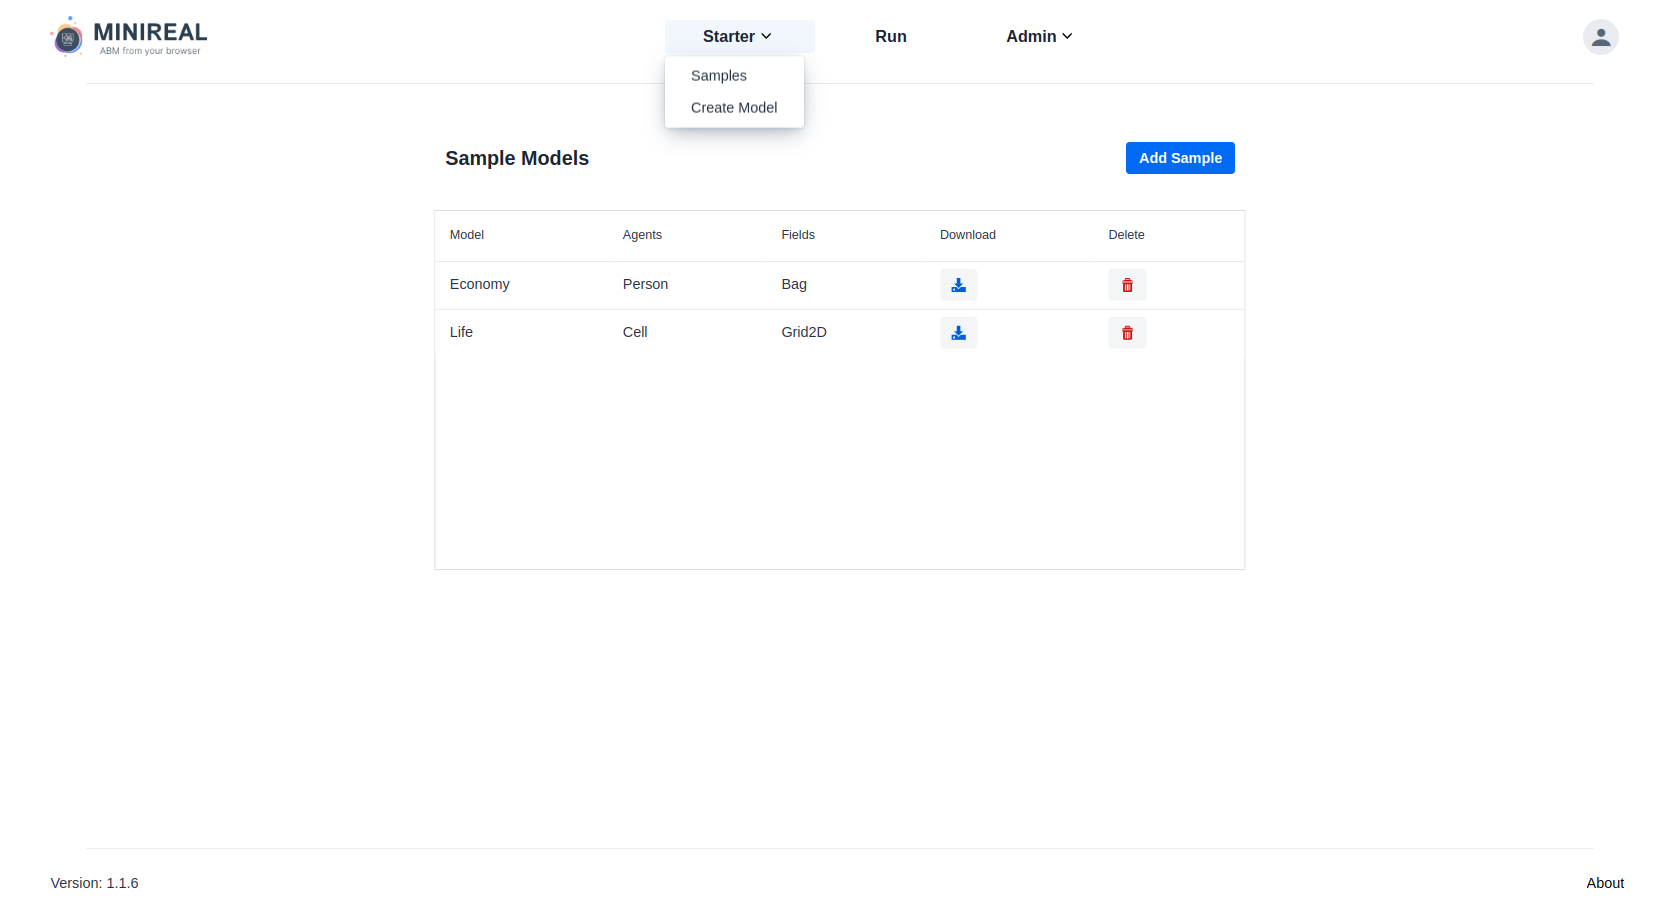 MINIREAL
ABM from your browser
Starter
Run
Admin
Samples
Create Model
Sample Models
Add Sample
Model Agents Fields Download Delete
Economy Person Bag
Life Cell Grid2D
Version: 1.1.6
About